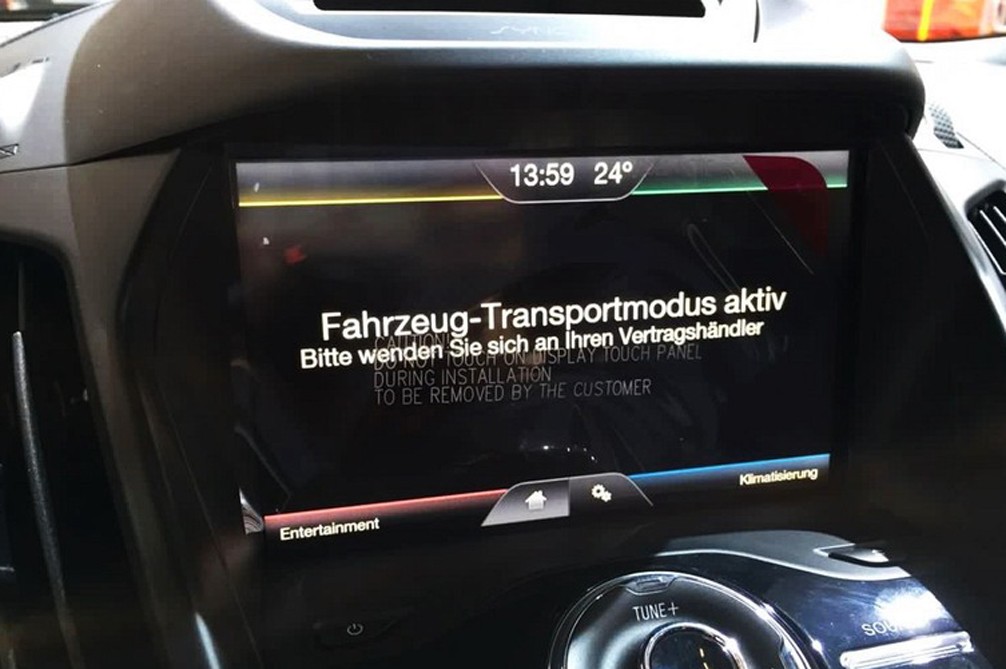 13:59 24°
Fahrzeug-Transportmodus aktiv
Bitte wenden Sie sich an Ihren Vertragshändler
CAUTION
DO NOT TOUCH ON DISPLAY TOUCH PANEL
DURING INSTALLATION
TO BE REMOVED BY THE CUSTOMER
Klimatisierung
Entertainment
TUNE+